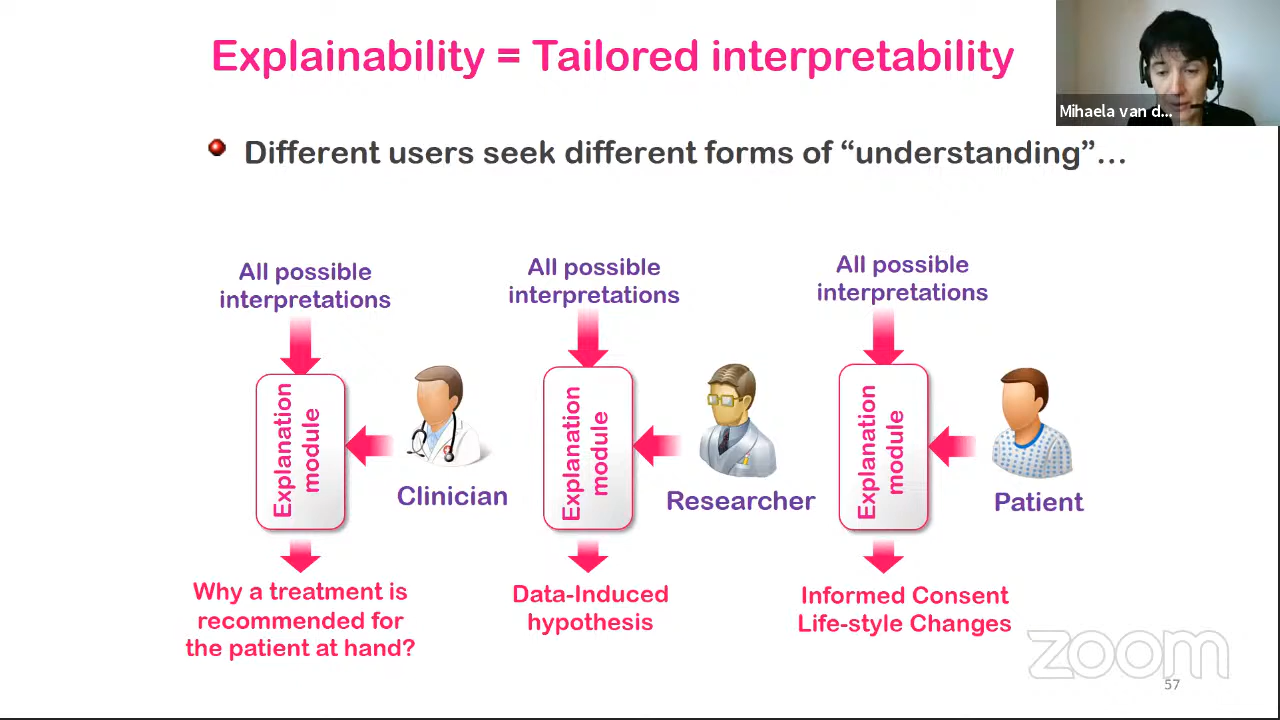 Explainability = Tailored interpretability
Mihaela van d...
Different users seek different forms of “understanding”…
All possible
interpretations
Explanation
module
Clinician
Why a treatment is
recommended for
the patient at hand?
All possible
interpretations
Explanation
module
Researcher
Data-Induced
hypothesis
All possible
interpretations
Explanation
module
Patient
Informed Consent
Life-style Changes
zoom
57